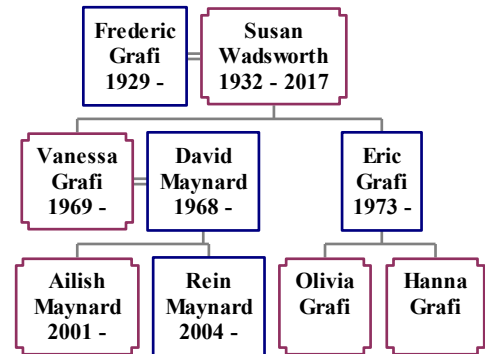 Frederic
Grafi
1929 -
Susan
Wadsworth
1932 - 2017
Vanessa
Grafi
1969 -
David
Maynard
1968 -
Eric
Grafi
1973 -
Ailish
Maynard
2001 -
Rein
Maynard
2004 -
Olivia
Grafi
Hanna
Grafi